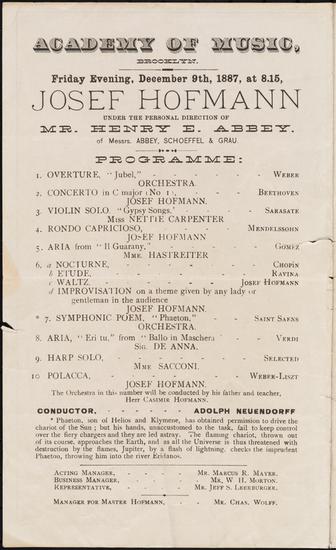 ACADEMY OF MUSIC,
BROOKLYN.
Friday Evening, December 9th, 1887, at 8.15,
JOSEF HOFMANN
UNDER THE PERSONAL DIRECTION OF
MR. HENRY E. ABBEY.
of Messrs. ABBEY, SCHOEFFEL & GRAU.
PROGRAMME:
1. OVERTURE, "Jubel," - - - - - - WEBER
ORCHESTRA.
2. CONCERTO in C major (No 1), - - - - BEETHOVEN
JOSEF HOFMANN.
3. VIOLIN SOLO. "Gypsy Songs.' - - - - SARASATE
MISS NETTIE CARPENTER
4. RONDO CAPRICIOSO, - - - - MENDELSSOHN
JOSEF HOFMANN
5. ARIA from "Il Guarany," - - - - - GOMEZ
MME. HASTREITER
6. a NOCTURNE, - - - - - - CHOPIN
b ETUDE, - - - - - - RAVINA
c WALTZ, - - - - - JOSEF HOFMANN
d IMPROVISATION on a theme given by any lady or
gentleman in the audience
JOSEF HOFMANN.
* 7. SYMPHONIC POEM, "Phaeton," - - - SAINT SAENS
ORCHESTRA.
8. ARIA, "Eri tu," from "Ballo in Maschera" - - - VERDI
SIG. DE ANNA.
9. HARP SOLO, - - - - - - SELECTED
MME. SACCONI.
10 POLACCA, - - - - - WEBER-LISZT
JOSEF HOFMANN.
The Orchestra in this number will be conducted by his father and teacher,
HERR CASIMIR HOFMANN.
CONDUCTOR, - - - - - - ADOLPH NEUENDORFF
* Phaeton, son of Helios and Klymene, has obtained permission to drive the
chariot of the Sun; but his hands, unaccustomed to the task, fail to keep control
over the fiery chargers and they are led astray. The flaming chariot, thrown out
of its course, approaches the Earth, and as all the Universe is thus threatened with
destruction by the flames, Jupiter, by a flash of lightning. checks the imprudent
Phaeton, throwing him into the river Eridanos.
ACTING MANAGER, - - - - MR. MARCUS R. MAYER.
BUSINESS MANAGER, - - - - MR. W. H. MORTON.
REPRESENTATIVE, - - - - MR. JEFF S. LEERBURGER.
MANAGER FOR MASTER HOFMANN, - - MR. CHAS. WOLFF.